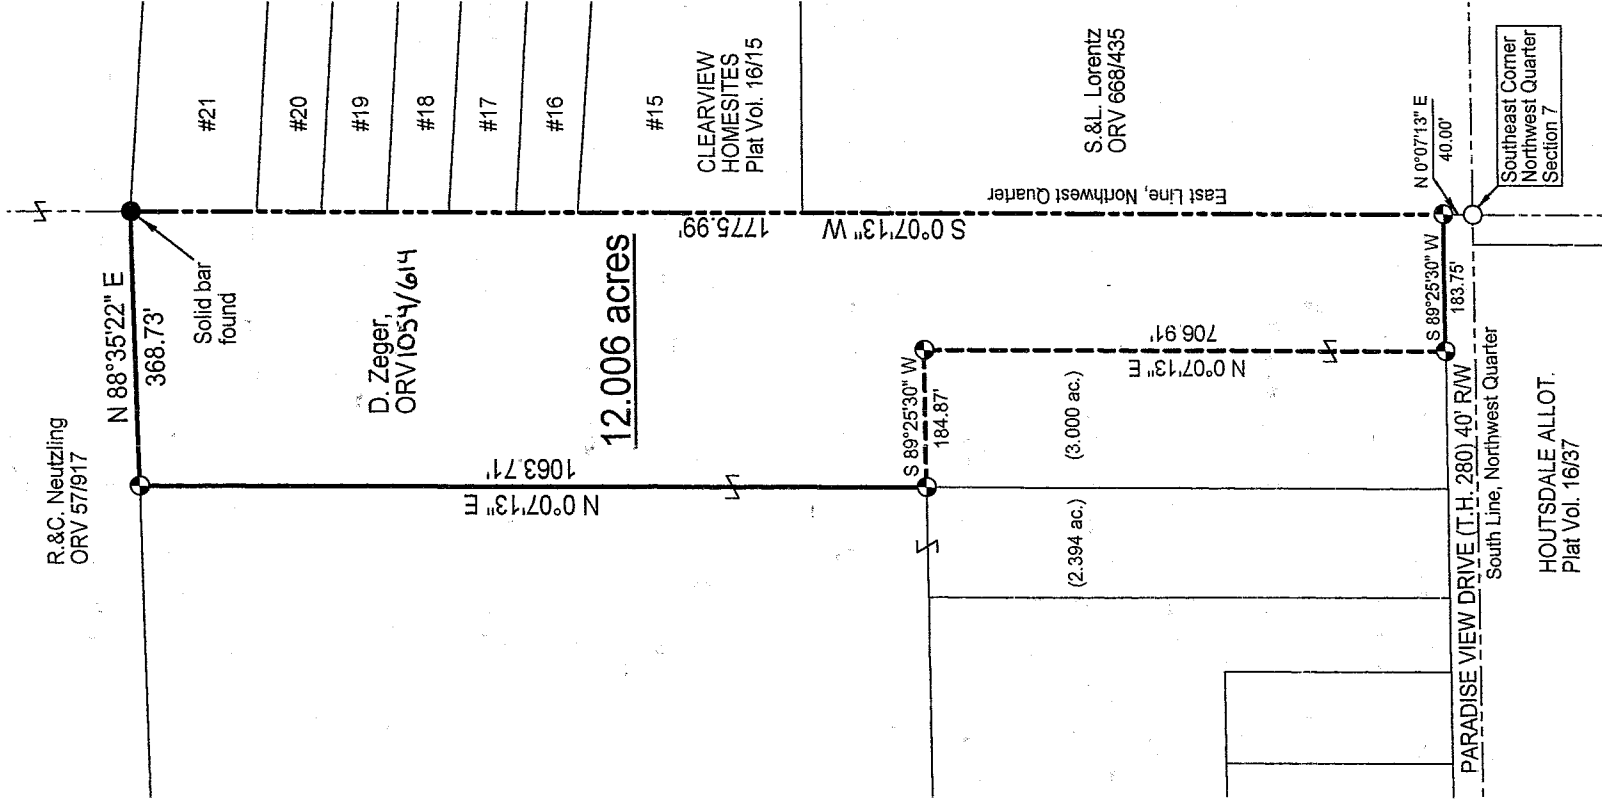 R.&C. Neutzling
ORV 57/917
N 88°35'22" E
368.73'
Solid bar
found
#21
#20
#19
#18
#17
#16
#15
CLEARVIEW
HOMESITES
Plat Vol. 16/15
D. Zeger,
ORV1054/614
12.006 acres
N 0°07'13" E
1063.71'
S 0°07'13" W
1775.99'
East Line, Northwest Quarter
S.&L. Lorentz
ORV 668/435
S 89°25'30" W
184.87'
N 0°07'13" E
706.91'
(3.000 ac.)
(2.394 ac.)
S 89°25'30" W
183.75'
N 0°07'13" E
40.00'
Southeast Corner
Northwest Quarter
Section 7
PARADISE VIEW DRIVE (T.H. 280) 40' R/W
South Line, Northwest Quarter
HOUTSDALE ALLOT.
Plat Vol. 16/37